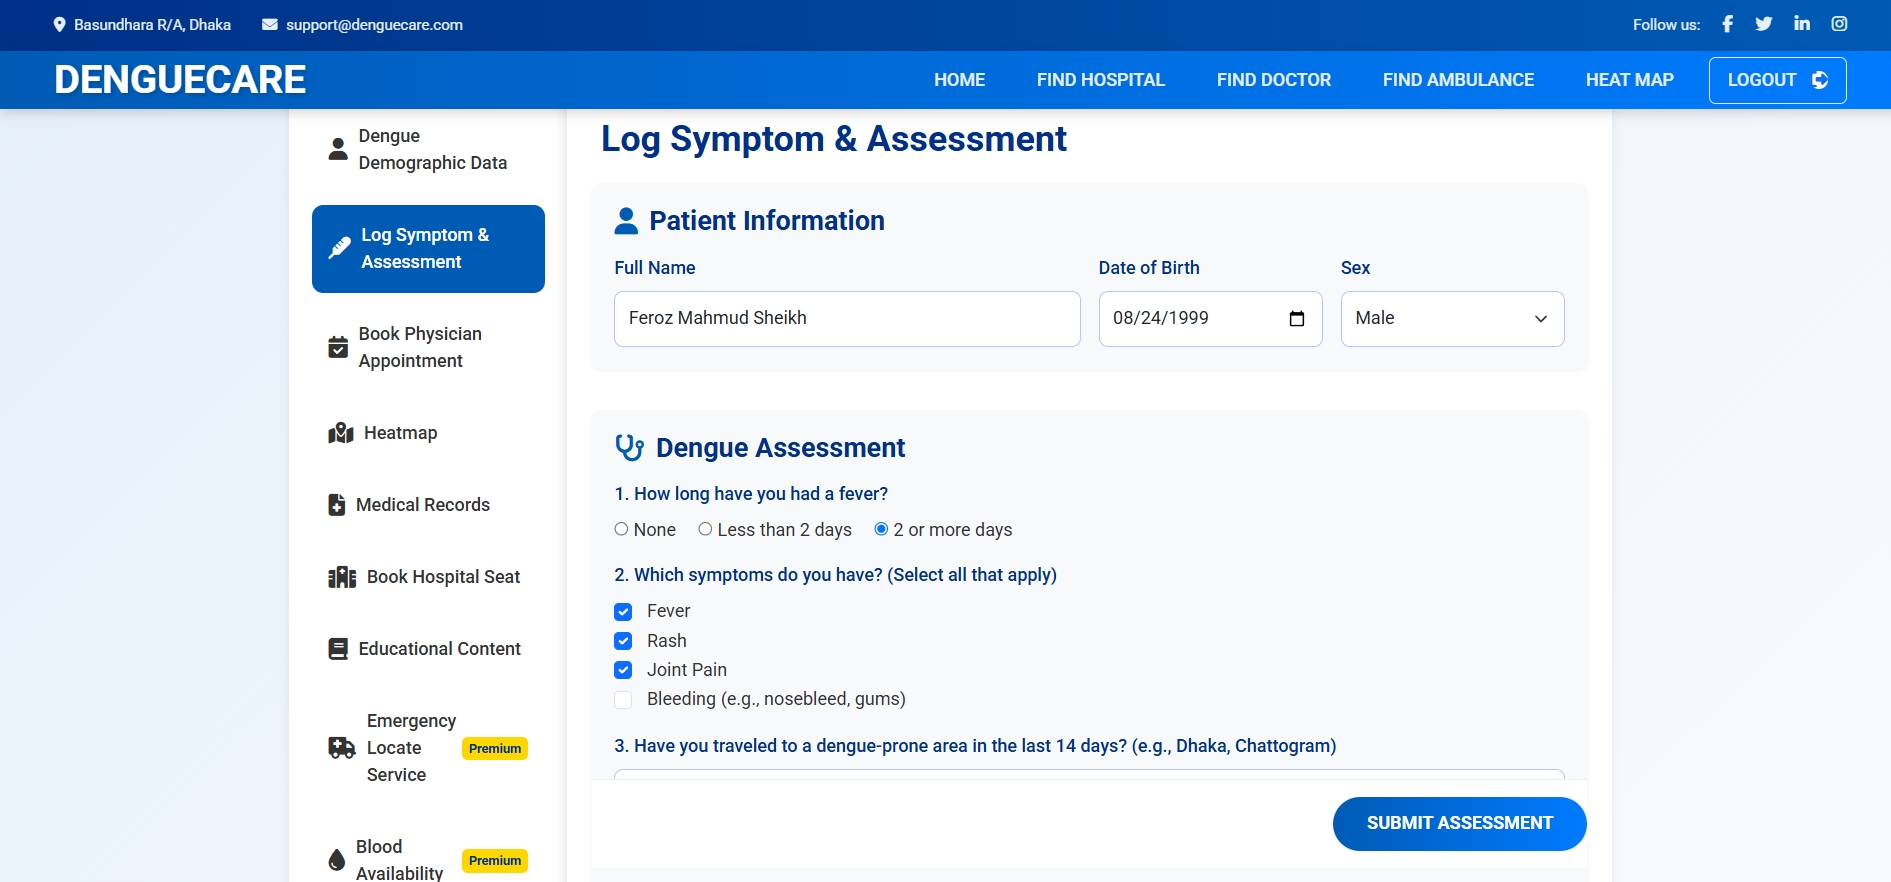 Basundhara R/A, Dhaka
support@denguecare.com
Follow us:
DENGUECARE
HOME
FIND HOSPITAL
FIND DOCTOR
FIND AMBULANCE
HEAT MAP
LOGOUT
Dengue
Demographic Data
Log Symptom &
Assessment
Book Physician
Appointment
Heatmap
Medical Records
Book Hospital Seat
Educational Content
Emergency
Locate
Service
Premium
Blood
Availability
Premium
Log Symptom & Assessment
Patient Information
Full Name
Date of Birth
Sex
Feroz Mahmud Sheikh
08/24/1999
Male
Dengue Assessment
1. How long have you had a fever?
None
Less than 2 days
2 or more days
2. Which symptoms do you have? (Select all that apply)
Fever
Rash
Joint Pain
Bleeding (e.g., nosebleed, gums)
3. Have you traveled to a dengue-prone area in the last 14 days? (e.g., Dhaka, Chattogram)
SUBMIT ASSESSMENT